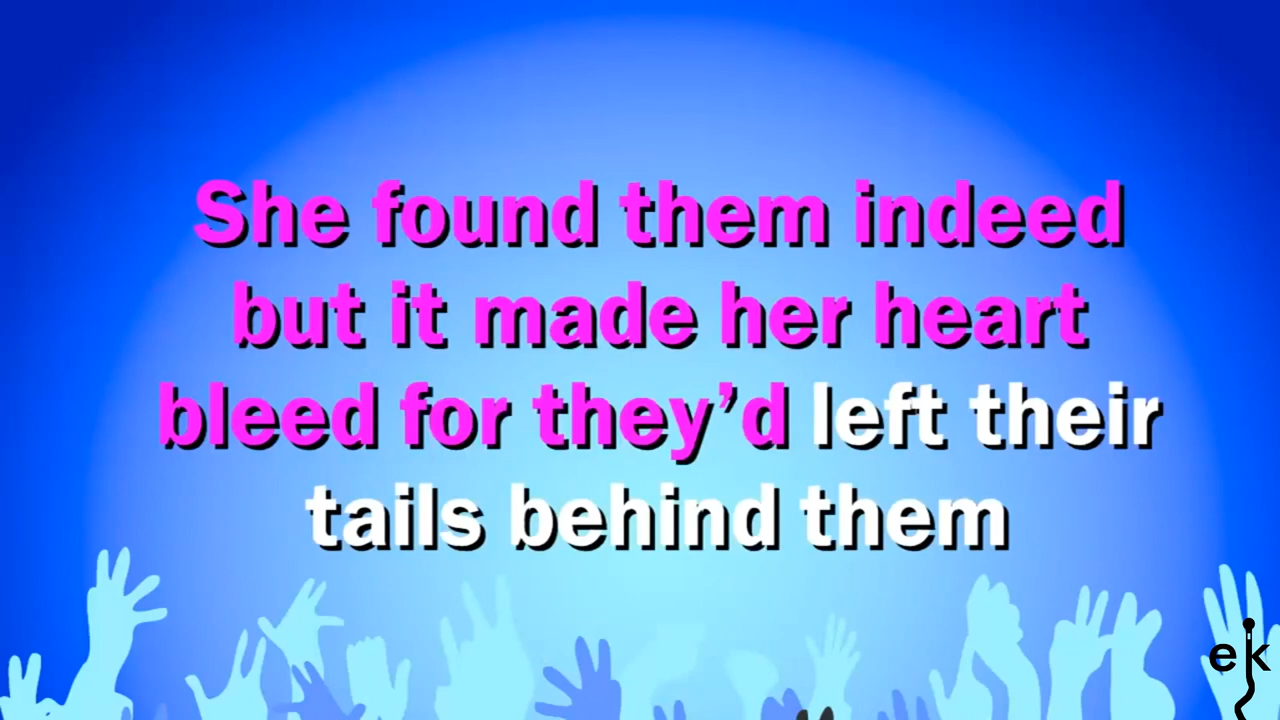 She found them indeed
but it made her heart
bleed for they’d left their
tails behind them
ek